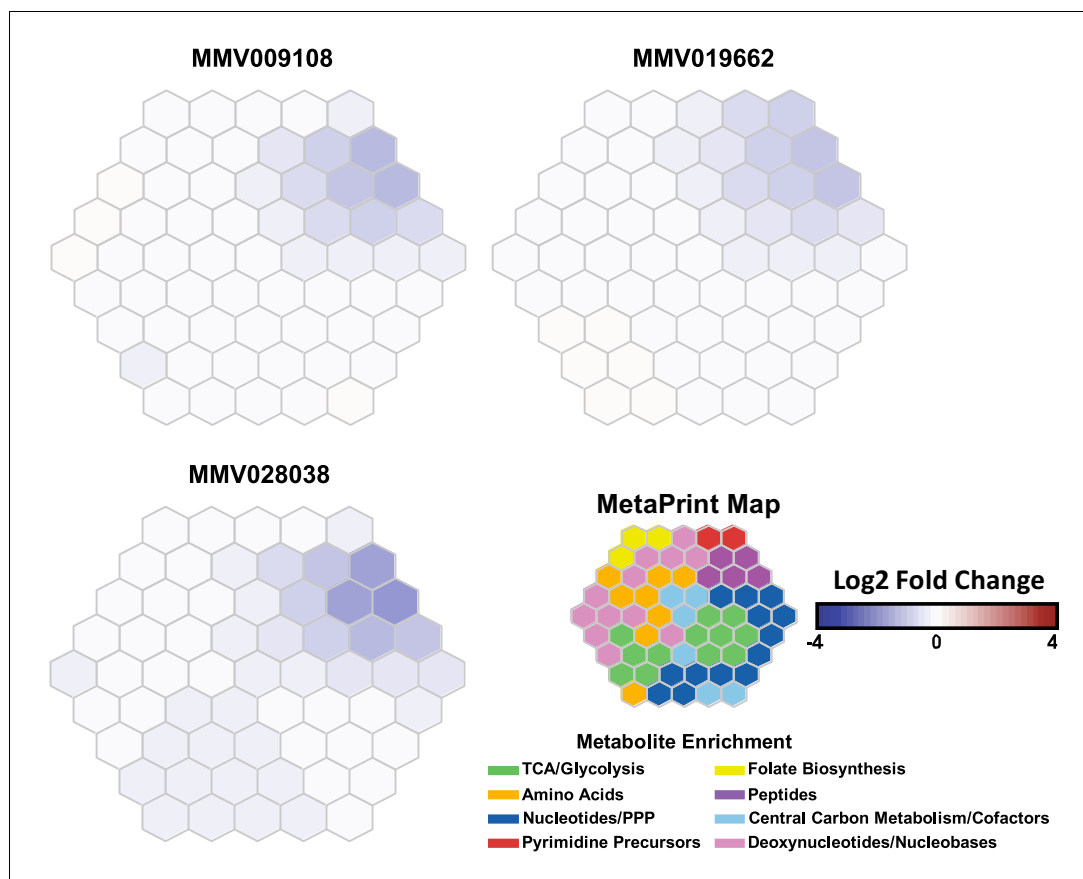 MMV009108
MMV019662
MMV028038
MetaPrint Map
Log2 Fold Change
-4 0 4
Metabolite Enrichment
TCA/Glycolysis
Amino Acids
Nucleotides/PPP
Pyrimidine Precursors
Folate Biosynthesis
Peptides
Central Carbon Metabolism/Cofactors
Deoxynucleotides/Nucleobases